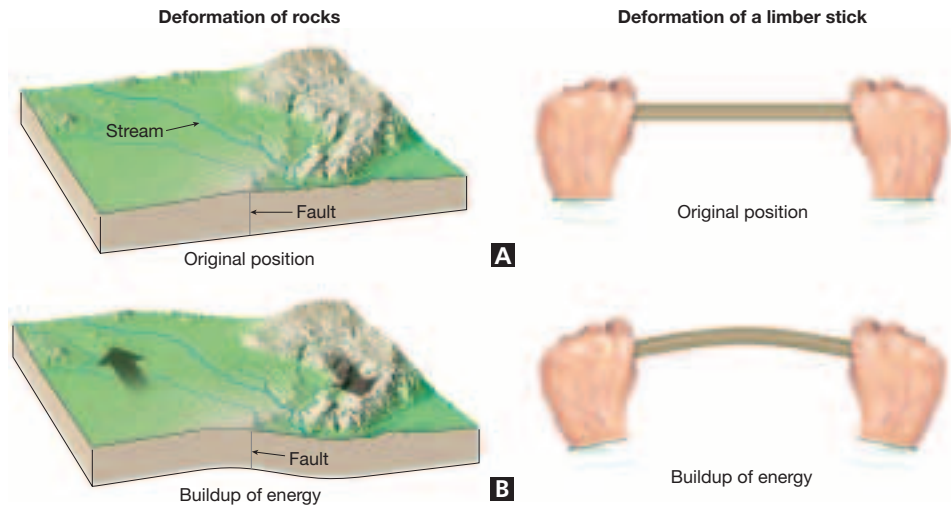 Deformation of rocks
Deformation of a limber stick
Stream
Fault
Original position
Original position
A
Fault
Buildup of energy
Buildup of energy
B